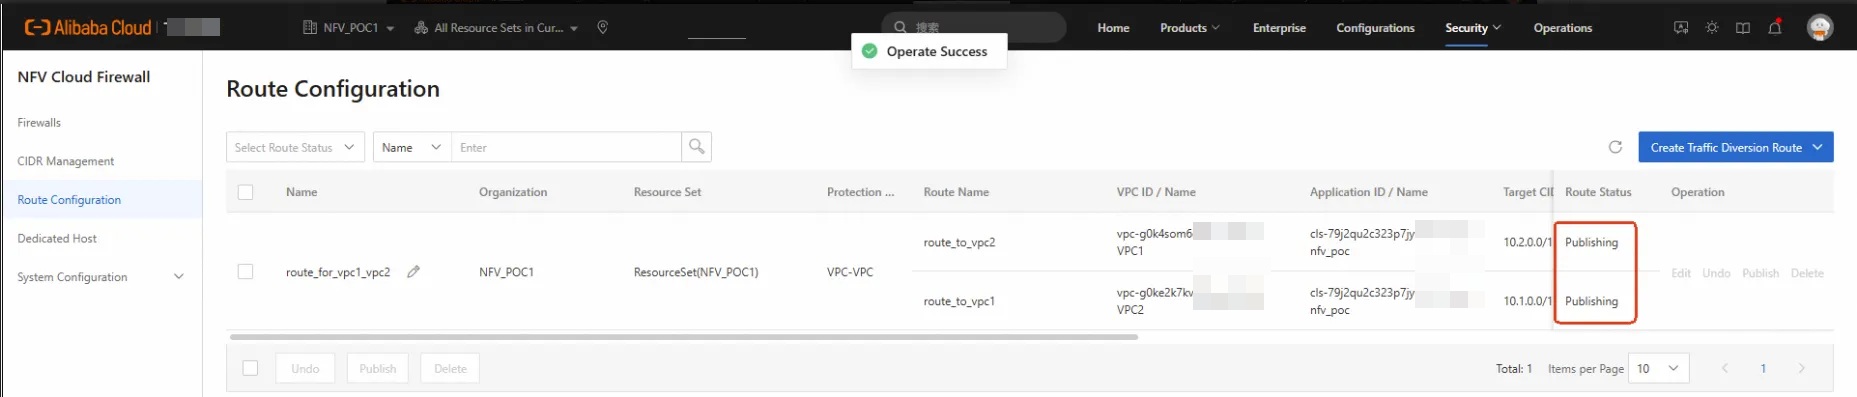 Alibaba Cloud
NFV_POC1
All Resource Sets in Cur...
搜索
Home
Products
Enterprise
Configurations
Security
Operations
Operate Success
NFV Cloud Firewall
Firewalls
CIDR Management
Route Configuration
Dedicated Host
System Configuration
Route Configuration
Select Route Status
Name
Enter
Create Traffic Diversion Route
Name Organization Resource Set Protection ... Route Name VPC ID / Name Application ID / Name Target CID Route Status Operation
route_for_vpc1_vpc2 NFV_POC1 ResourceSet(NFV_POC1) VPC-VPC
route_to_vpc2 vpc-g0k4som6 cls-79j2qu2c323p7jy 10.2.0.0/1 Publishing
VPC1 nfv_poc
Edit Undo Publish Delete
route_to_vpc1 vpc-g0ke2k7kv cls-79j2qu2c323p7jy 10.1.0.0/1 Publishing
VPC2 nfv_poc
Undo Publish Delete
Total: 1 Items per Page 10 1